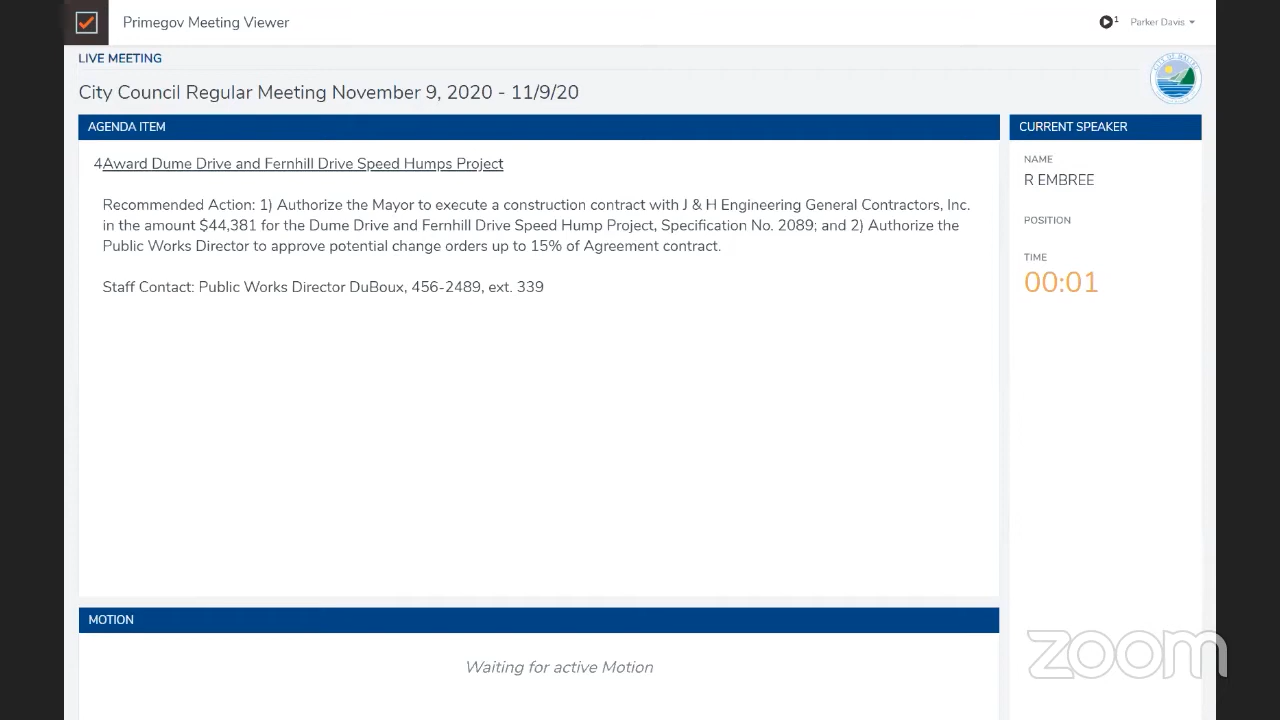 Primegov Meeting Viewer
1
Parker Davis
LIVE MEETING
City Council Regular Meeting November 9, 2020 - 11/9/20
AGENDA ITEM
4Award Dume Drive and Fernhill Drive Speed Humps Project
Recommended Action: 1) Authorize the Mayor to execute a construction contract with J & H Engineering General Contractors, Inc.
in the amount $44,381 for the Dume Drive and Fernhill Drive Speed Hump Project, Specification No. 2089; and 2) Authorize the
Public Works Director to approve potential change orders up to 15% of Agreement contract.
Staff Contact: Public Works Director DuBoux, 456-2489, ext. 339
CURRENT SPEAKER
NAME
R EMBREE
POSITION
TIME
00:01
MOTION
Waiting for active Motion
zoom